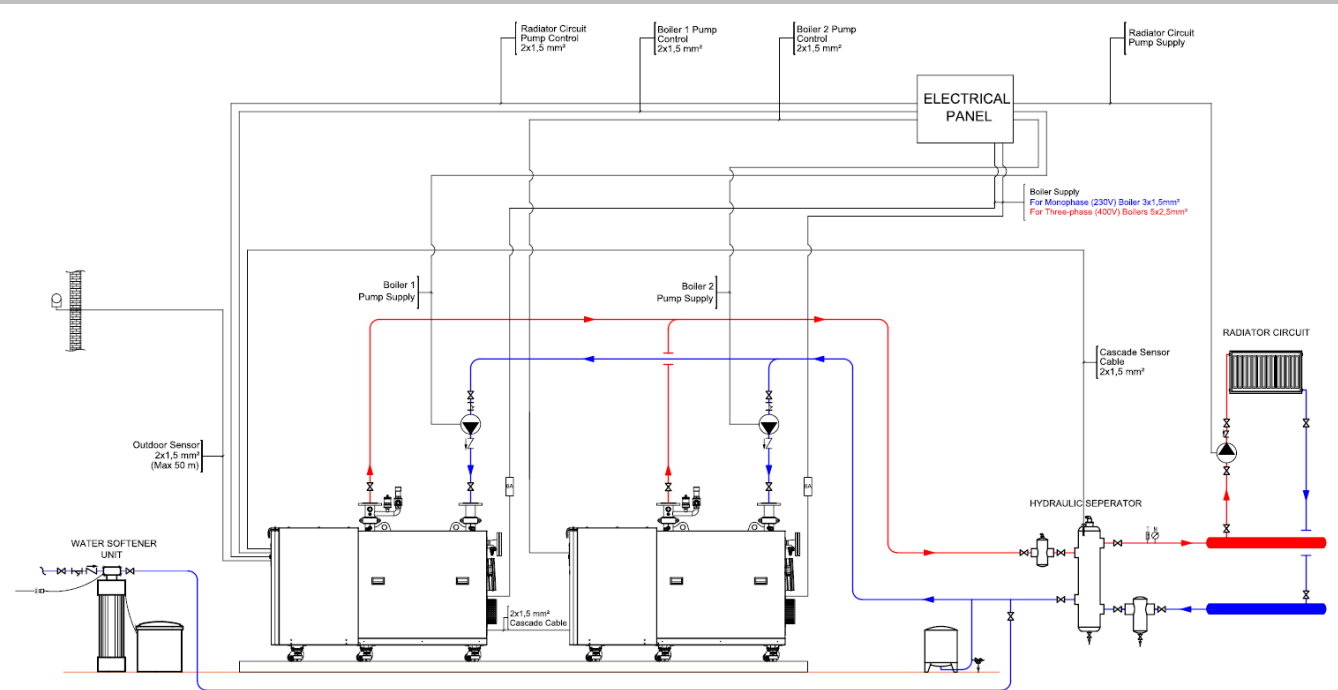 Radiator Circuit
Pump Control
2x1,5 mm²
Boiler 1 Pump
Control
2x1,5 mm²
Boiler 2 Pump
Control
2x1,5 mm²
Radiator Circuit
Pump Supply
ELECTRICAL
PANEL
Boiler Supply
For Monophase (230V) Boiler 3x1,5mm²
For Three-phase (400V) Boilers 5x2,5mm²
Boiler 1
Pump Supply
Boiler 2
Pump Supply
RADIATOR CIRCUIT
Cascade Sensor
Cable
2x1,5 mm²
Outdoor Sensor
2x1,5 mm²
(Max 50 m)
6A
6A
HYDRAULIC SEPERATOR
WATER SOFTENER
UNIT
2x1,5 mm²
Cascade Cable